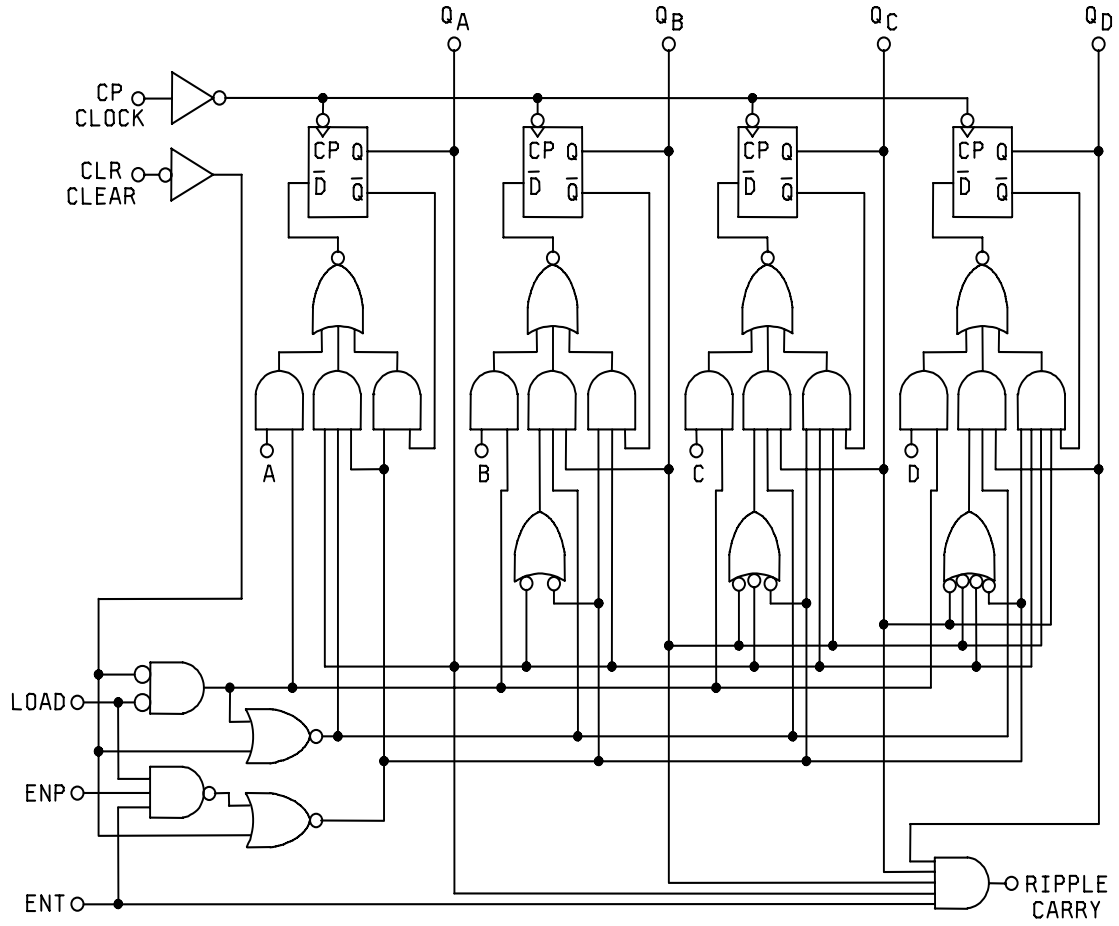 QA
QB
QC
QD
CP
CLOCK
CLR
CLEAR
CP Q
D̅ Q̅
CP Q
D̅ Q̅
CP Q
D̅ Q̅
CP Q
D̅ Q̅
A
B
C
D
LOAD
ENP
ENT
RIPPLE
CARRY